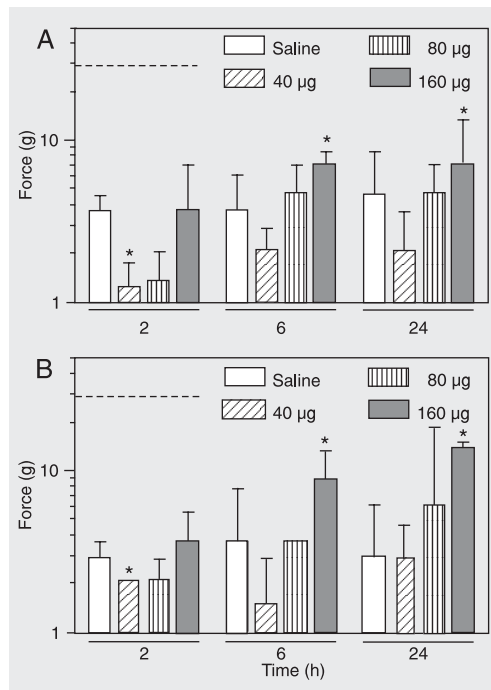 A
Saline
80 µg
40 µg
160 µg
Force (g)
10
1
*
*
*
2
6
24
B
Saline
80 µg
40 µg
160 µg
Force (g)
10
1
*
*
*
2
6
24
Time (h)